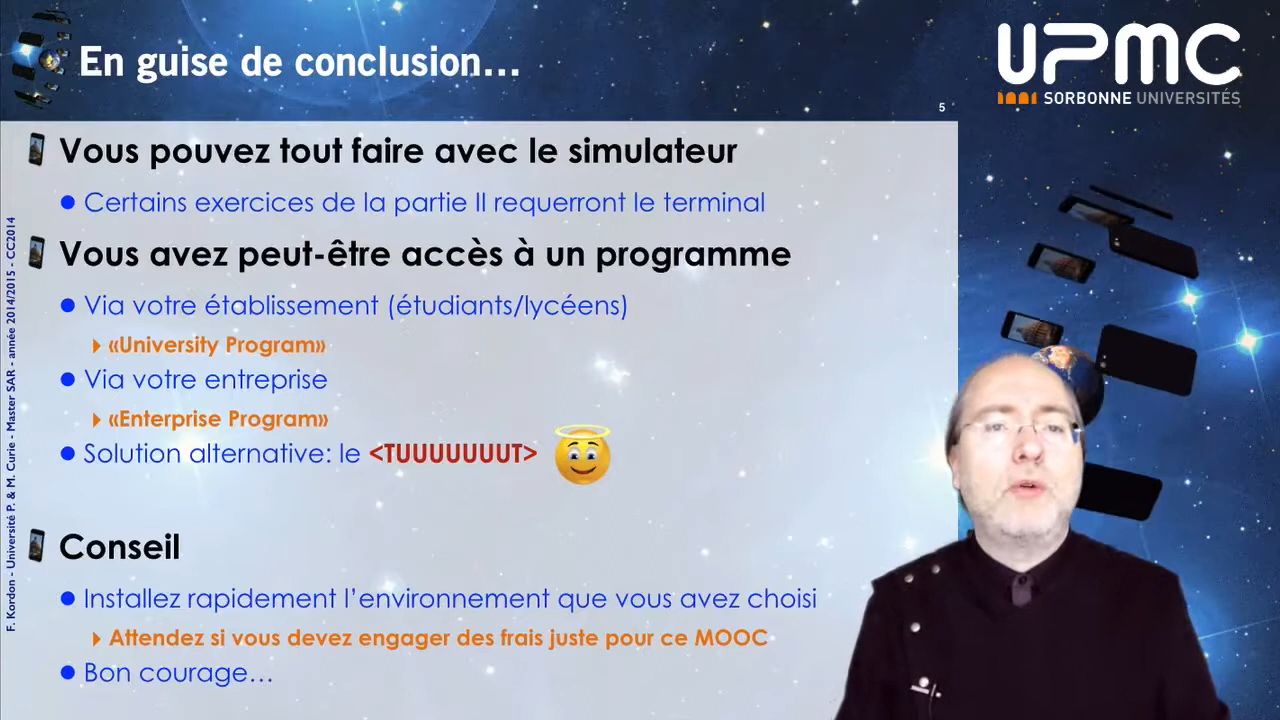 En guise de conclusion...
UPMC
SORBONNE UNIVERSITÉS
5
Vous pouvez tout faire avec le simulateur
Certains exercices de la partie II requerront le terminal
Vous avez peut-être accès à un programme
Via votre établissement (étudiants/lycéens)
«University Program»
Via votre entreprise
«Enterprise Program»
Solution alternative: le <TUUUUUUUT>
Conseil
Installez rapidement l'environnement que vous avez choisi
Attendez si vous devez engager des frais juste pour ce MOOC
Bon courage...
F. Kordon - Université P. & M. Curie - Master SAR - année 2014/2015 - CC2014